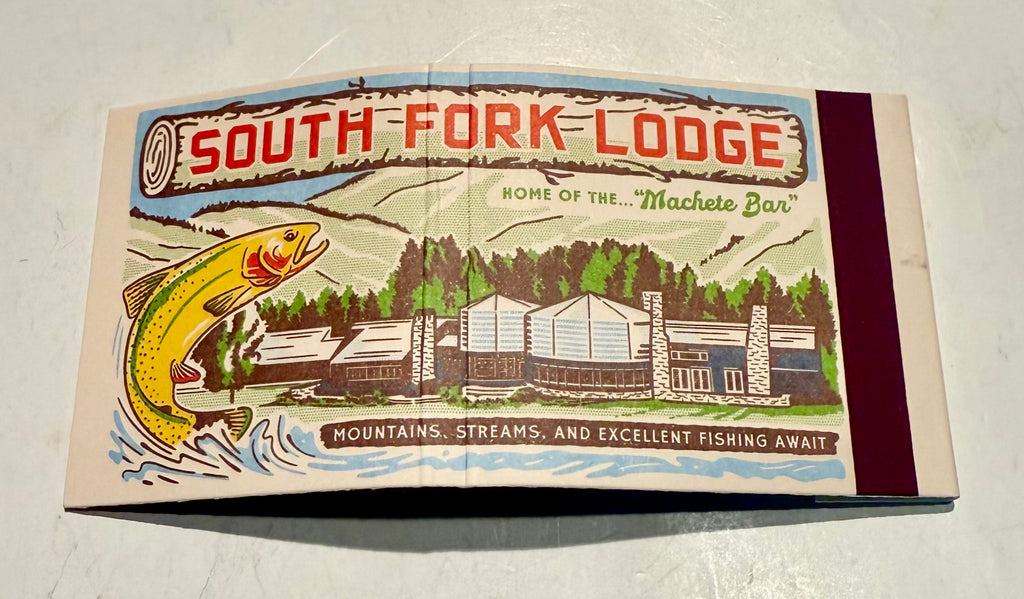 SOUTH FORK LODGE
HOME OF THE... "Machete Bar"
MOUNTAINS, STREAMS, AND EXCELLENT FISHING AWAIT